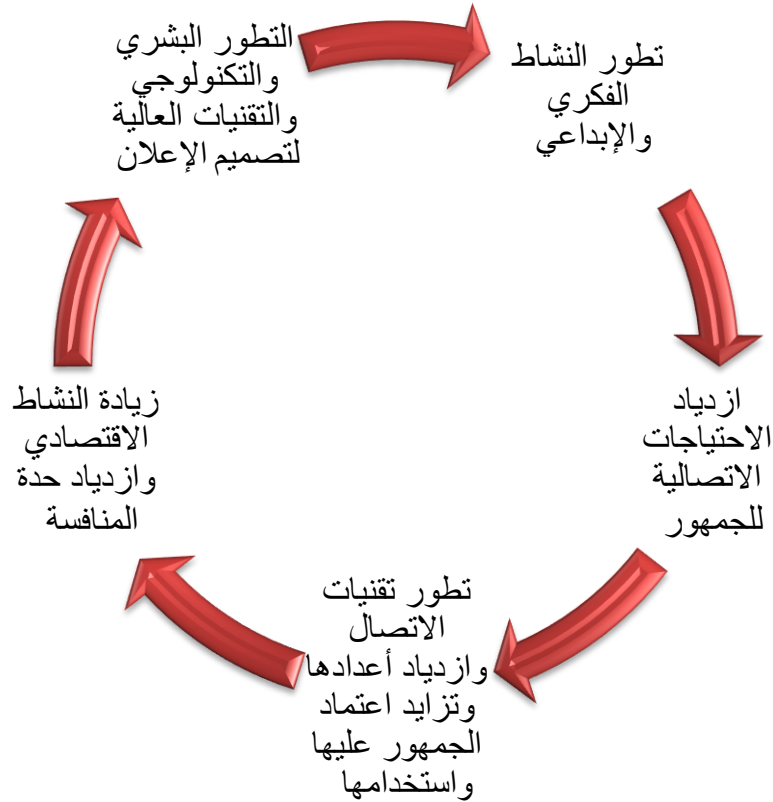 تطور النشاط
الفكري
والإبداعي
ازدياد
الاحتياجات
الاتصالية
للجمهور
تطور تقنيات
الاتصال
وازدياد أعدادها
وتزايد اعتماد
الجمهور عليها
واستخدامها
زيادة النشاط
الاقتصادي
وازدياد حدة
المنافسة
التطور البشري
والتكنولوجي
والتقنيات العالية
لتصميم الإعلان